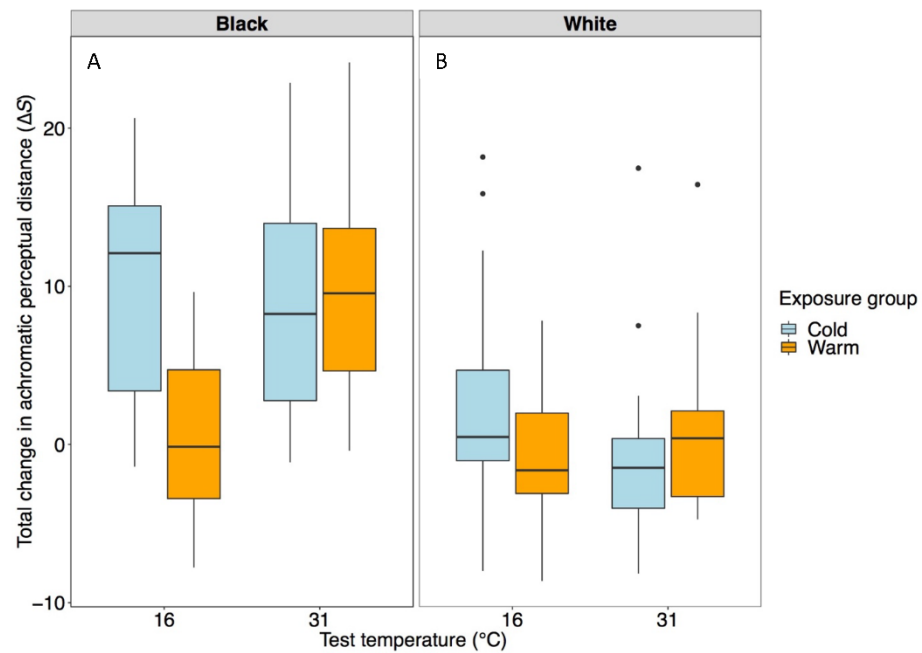 Black
White
A
B
Total change in achromatic perceptual distance (ΔS)
20
10
0
−10
16
31
16
31
Test temperature (°C)
Exposure group
Cold
Warm